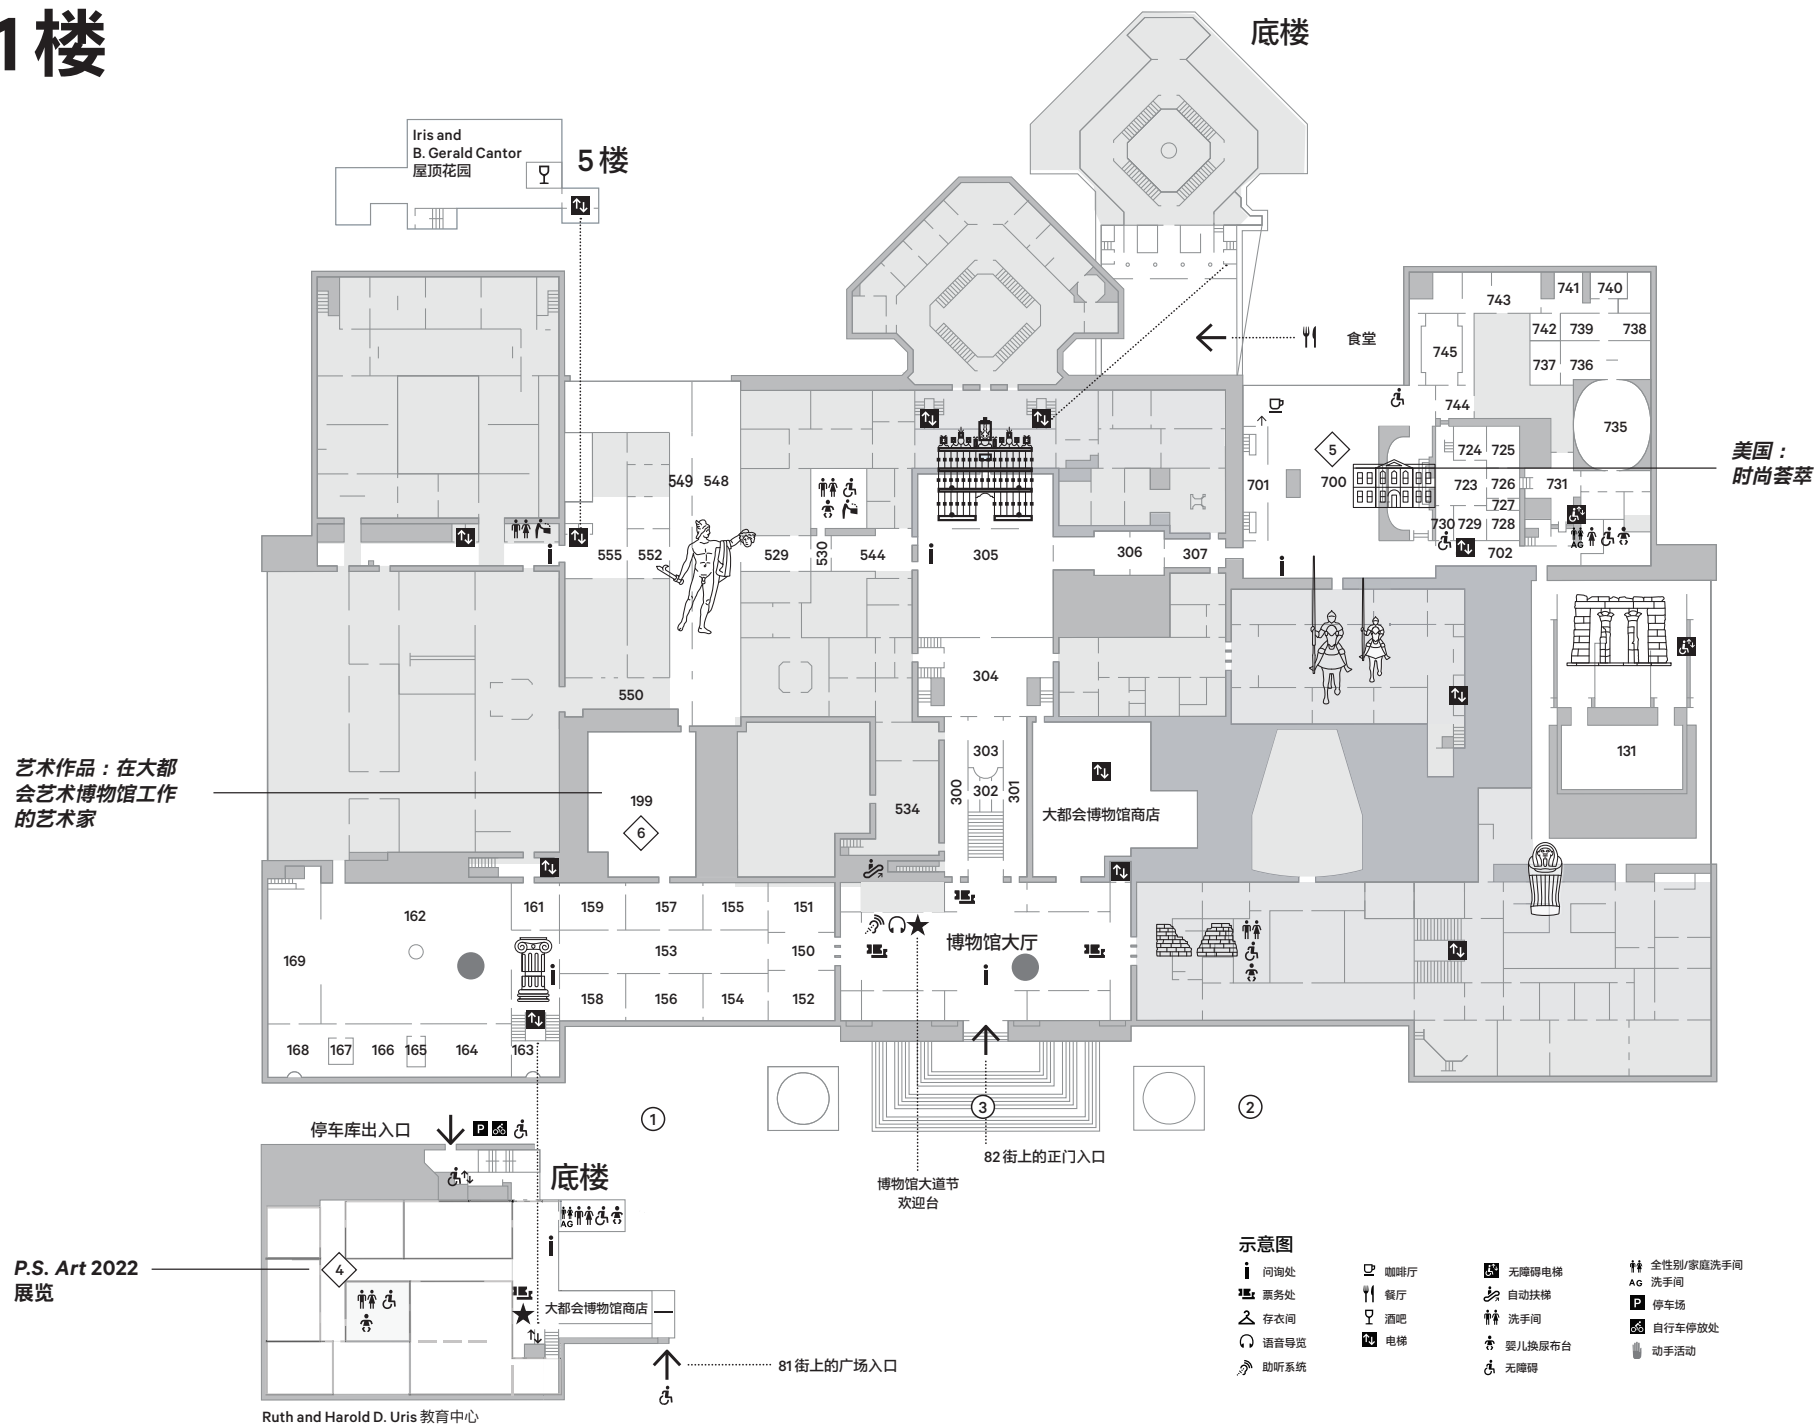 1 楼
底楼
Iris and
B. Gerald Cantor
屋顶花园
5 楼
食堂
743
741
740
742
739
738
745
737
736
744
735
5
724
725
549
548
701
700
723
726
731
727
730
729
728
702
美国：
时尚荟萃
555
552
529
530
544
305
306
307
AG
304
550
131
艺术作品：在大都
会艺术博物馆工作
的艺术家
199
6
303
300
302
301
534
大都会博物馆商店
162
161
159
157
155
151
博物馆大厅
169
153
150
158
156
154
152
168
167
166
165
164
163
停车库出入口
P
1
3
2
82 街上的正门入口
底楼
博物馆大道节
欢迎台
AG
P.S. Art 2022
展览
4
大都会博物馆商店
81 街上的广场入口
Ruth and Harold D. Uris 教育中心
示意图
问询处
票务处
存衣间
语音导览
助听系统
咖啡厅
餐厅
酒吧
电梯
无障碍电梯
自动扶梯
洗手间
婴儿换尿布台
无障碍
全性别/家庭洗手间
AG 洗手间
P 停车场
自行车停放处
动手活动